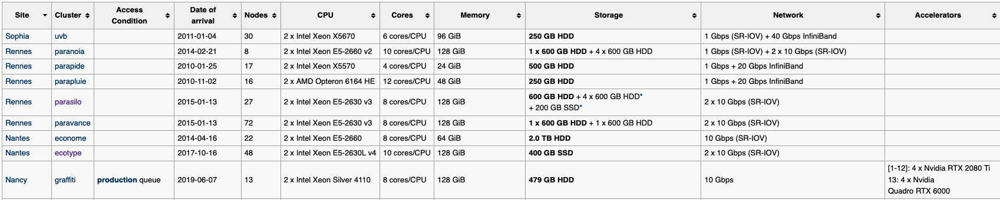 Site Cluster Access Condition Date of arrival Nodes CPU Cores Memory Storage Network Accelerators
Sophia uvb 2011-01-04 30 2 x Intel Xeon X5670 6 cores/CPU 96 GiB 250 GB HDD 1 Gbps (SR-IOV) + 40 Gbps InfiniBand
Rennes paranoia 2014-02-21 8 2 x Intel Xeon E5-2660 v2 10 cores/CPU 128 GiB 1 x 600 GB HDD + 4 x 600 GB HDD 1 Gbps (SR-IOV) + 2 x 10 Gbps (SR-IOV)
Rennes parapide 2010-01-25 17 2 x Intel Xeon X5570 4 cores/CPU 24 GiB 500 GB HDD 1 Gbps + 20 Gbps InfiniBand
Rennes parapluie 2010-11-02 16 2 x AMD Opteron 6164 HE 12 cores/CPU 48 GiB 250 GB HDD 1 Gbps + 20 Gbps InfiniBand
Rennes parasilo 2015-01-13 27 2 x Intel Xeon E5-2630 v3 8 cores/CPU 128 GiB 600 GB HDD + 4 x 600 GB HDD* + 200 GB SSD* 2 x 10 Gbps (SR-IOV)
Rennes paravance 2015-01-13 72 2 x Intel Xeon E5-2630 v3 8 cores/CPU 128 GiB 1 x 600 GB HDD + 1 x 600 GB HDD 2 x 10 Gbps (SR-IOV)
Nantes econome 2014-04-16 22 2 x Intel Xeon E5-2660 8 cores/CPU 64 GiB 2.0 TB HDD 10 Gbps (SR-IOV)
Nantes ecotype 2017-10-16 48 2 x Intel Xeon E5-2630L v4 10 cores/CPU 128 GiB 400 GB SSD 2 x 10 Gbps (SR-IOV)
Nancy graffiti production queue 2019-06-07 13 2 x Intel Xeon Silver 4110 8 cores/CPU 128 GiB 479 GB HDD 10 Gbps [1-12]: 4 x Nvidia RTX 2080 Ti
13: 4 x Nvidia
Quadro RTX 6000